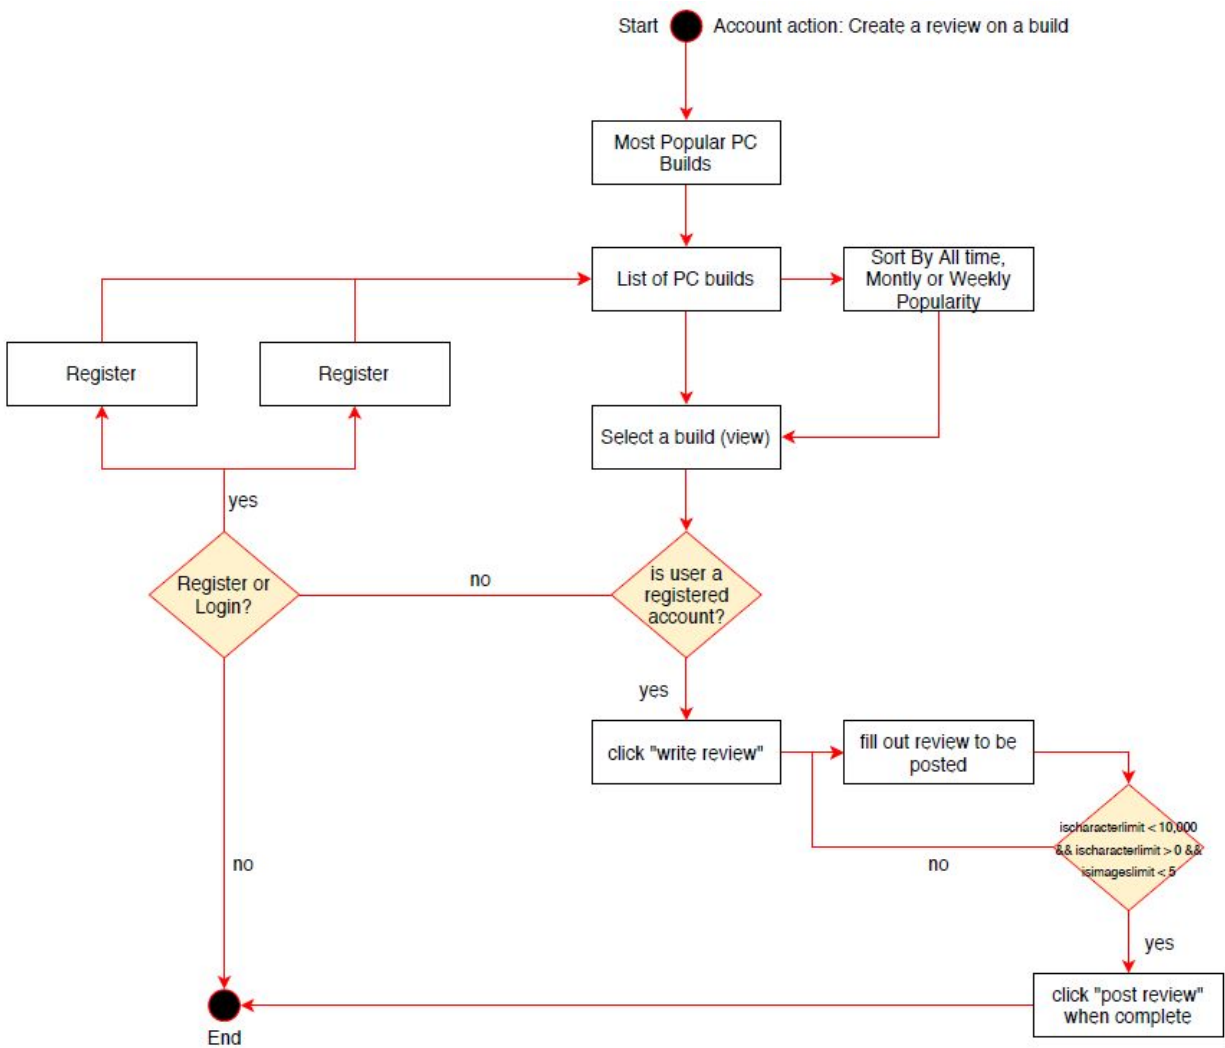 Start
Account action: Create a review on a build
Most Popular PC
Builds
List of PC builds
Sort By All time,
Montly or Weekly
Popularity
Register
Register
Select a build (view)
yes
Register or
Login?
no
is user a
registered
account?
yes
click "write review"
fill out review to be
posted
ischaracterlimit < 10,000
&& ischaracterlimit > 0 &&
isimageslimit < 5
no
no
yes
click "post review"
when complete
End